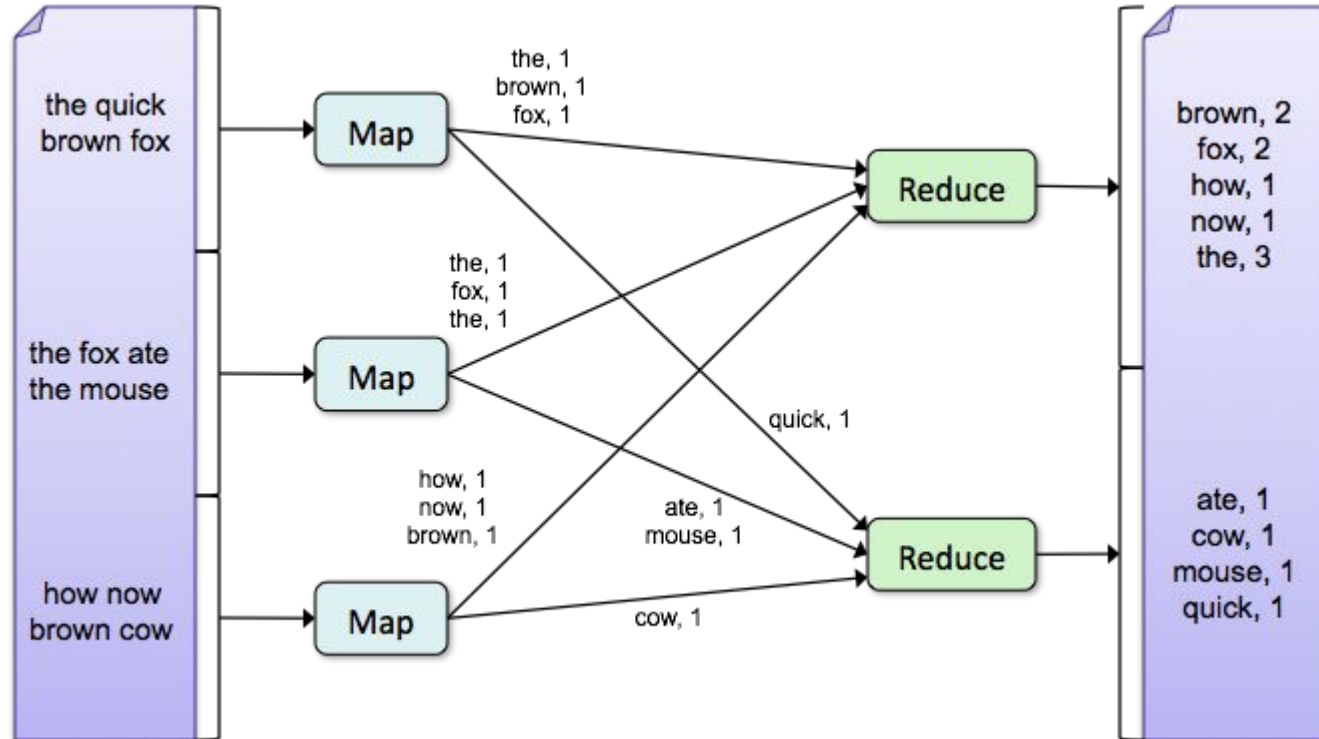 the quick
brown fox
the fox ate
the mouse
how now
brown cow
Map
Map
Map
the, 1
brown, 1
fox, 1
the, 1
fox, 1
the, 1
how, 1
now, 1
brown, 1
quick, 1
ate, 1
mouse, 1
cow, 1
Reduce
Reduce
brown, 2
fox, 2
how, 1
now, 1
the, 3
ate, 1
cow, 1
mouse, 1
quick, 1